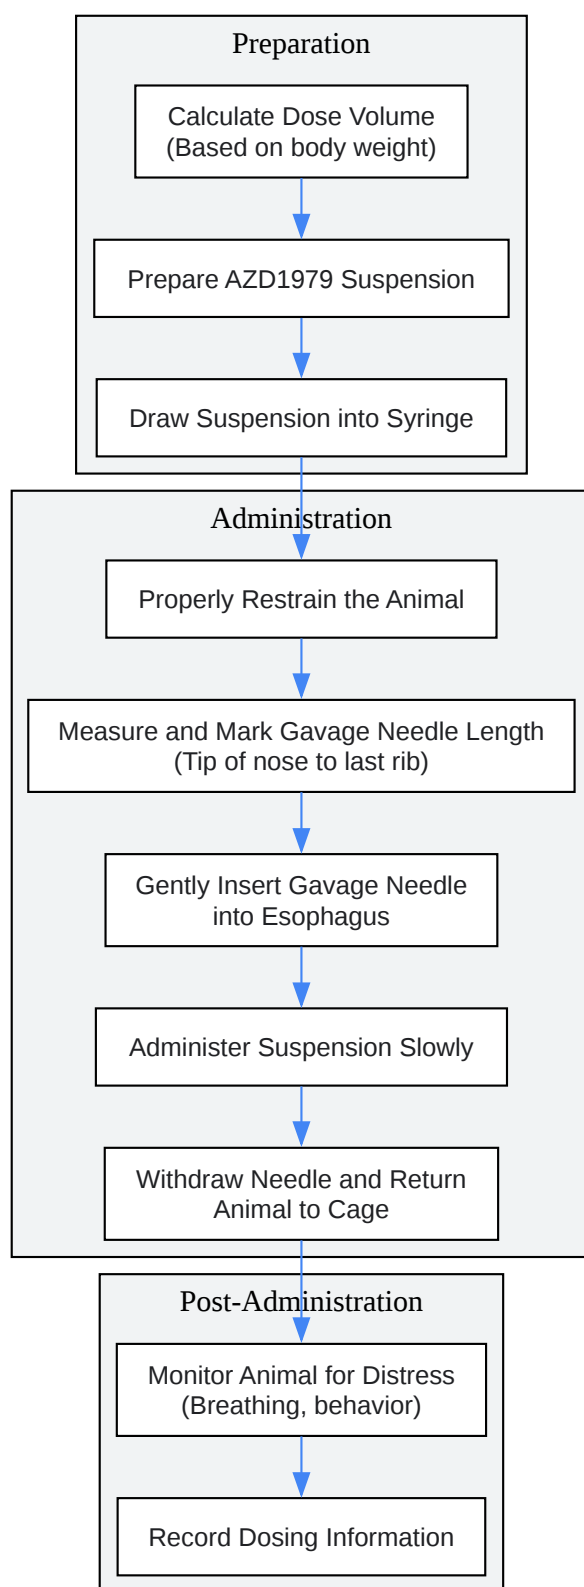 Preparation
Calculate Dose Volume
(Based on body weight)
Prepare AZD1979 Suspension
Draw Suspension into Syringe
Administration
Properly Restrain the Animal
Measure and Mark Gavage Needle Length
(Tip of nose to last rib)
Gently Insert Gavage Needle
into Esophagus
Administer Suspension Slowly
Withdraw Needle and Return
Animal to Cage
Post-Administration
Monitor Animal for Distress
(Breathing, behavior)
Record Dosing Information